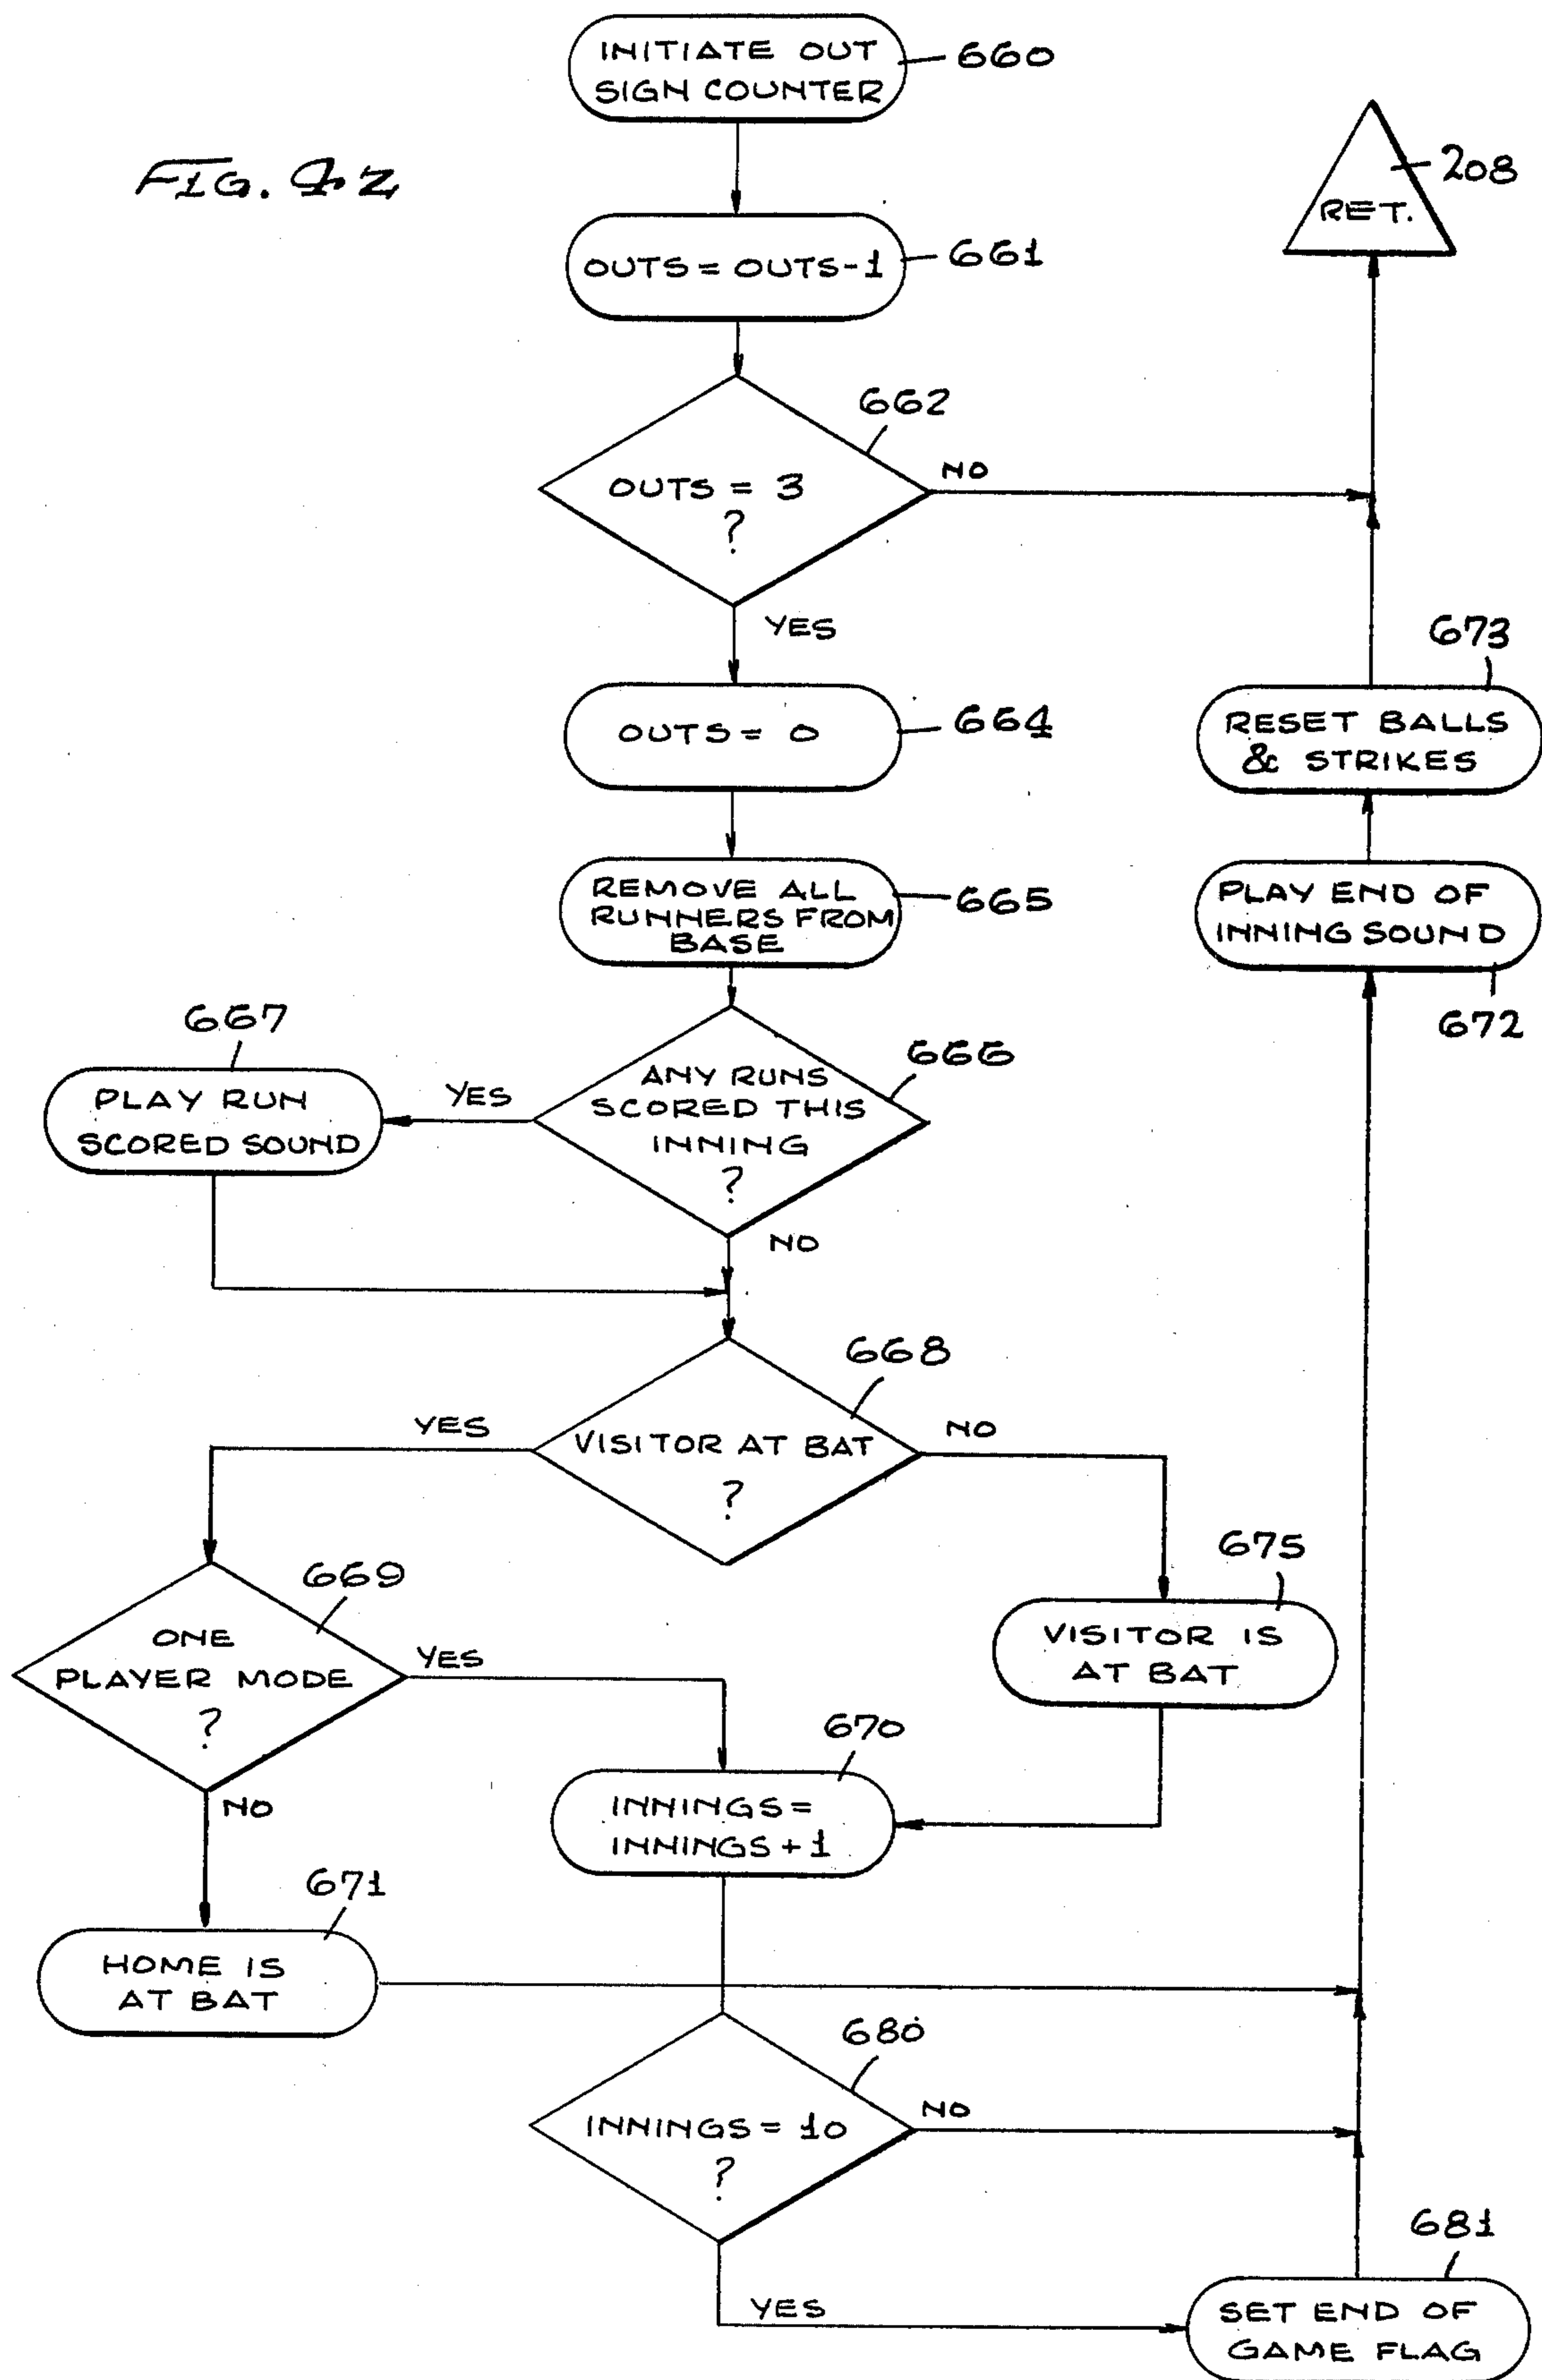 INITIATE OUT
SIGN COUNTER
660
FIG. 42
208
RET.
OUTS = OUTS-1
661
662
OUTS = 3
?
NO
YES
673
OUTS = 0
664
RESET BALLS
& STRIKES
REMOVE ALL
RUNNERS FROM
BASE
665
PLAY END OF
INNING SOUND
672
667
666
PLAY RUN
SCORED SOUND
YES
ANY RUNS
SCORED THIS
INNING
?
NO
668
YES
VISITOR AT BAT
?
NO
675
669
ONE
PLAYER MODE
?
YES
VISITOR IS
AT BAT
670
NO
INNINGS =
INNINGS + 1
671
HOME IS
AT BAT
680
INNINGS = 10
?
NO
681
YES
SET END OF
GAME FLAG